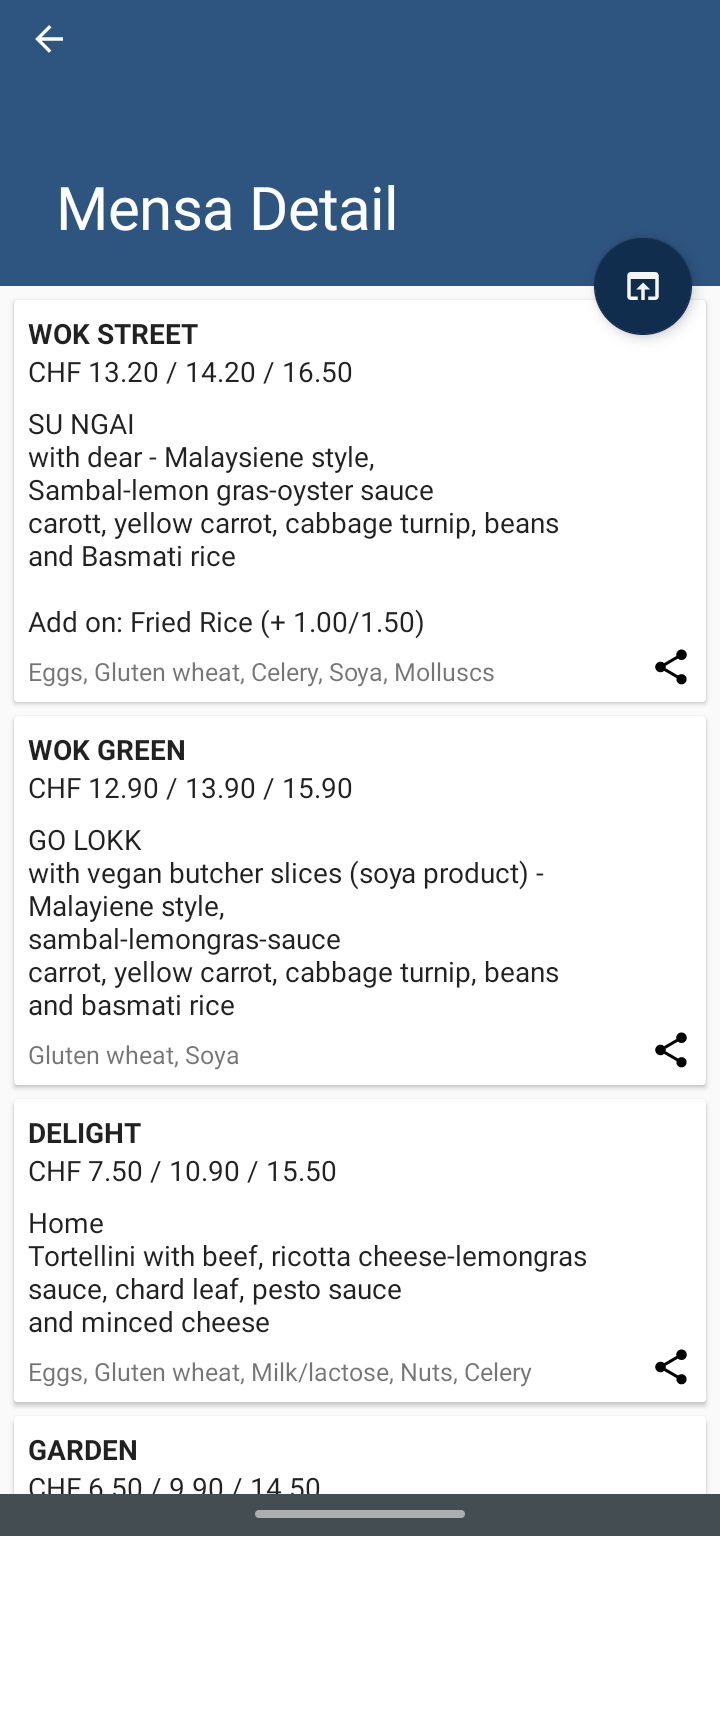 Mensa Detail
WOK STREET
CHF 13.20 / 14.20 / 16.50
SU NGAI
with dear - Malaysiene style,
Sambal-lemon gras-oyster sauce
carott, yellow carrot, cabbage turnip, beans
and Basmati rice
Add on: Fried Rice (+ 1.00/1.50)
Eggs, Gluten wheat, Celery, Soya, Molluscs
WOK GREEN
CHF 12.90 / 13.90 / 15.90
GO LOKK
with vegan butcher slices (soya product) -
Malayiene style,
sambal-lemongras-sauce
carrot, yellow carrot, cabbage turnip, beans
and basmati rice
Gluten wheat, Soya
DELIGHT
CHF 7.50 / 10.90 / 15.50
Home
Tortellini with beef, ricotta cheese-lemongras
sauce, chard leaf, pesto sauce
and minced cheese
Eggs, Gluten wheat, Milk/lactose, Nuts, Celery
GARDEN
CHF 6.50 / 9.90 / 14.50